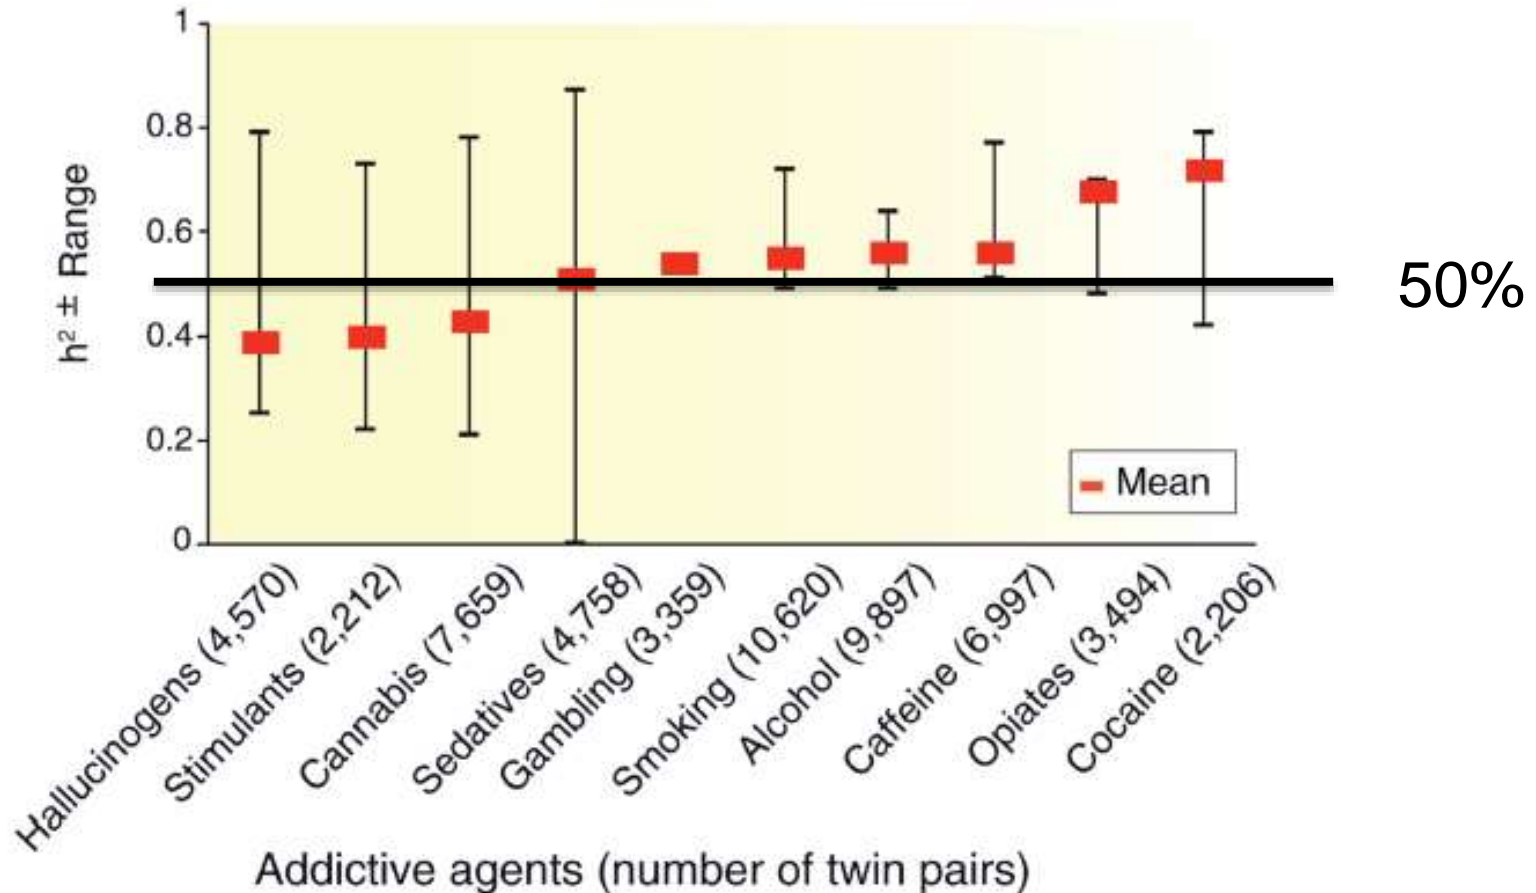 1
0.8
0.6
0.4
0.2
0
h² ± Range
50%
Mean
Hallucinogens (4,570)
Stimulants (2,212)
Cannabis (7,659)
Sedatives (4,758)
Gambling (3,359)
Smoking (10,620)
Alcohol (9,897)
Caffeine (6,997)
Opiates (3,494)
Cocaine (2,206)
Addictive agents (number of twin pairs)